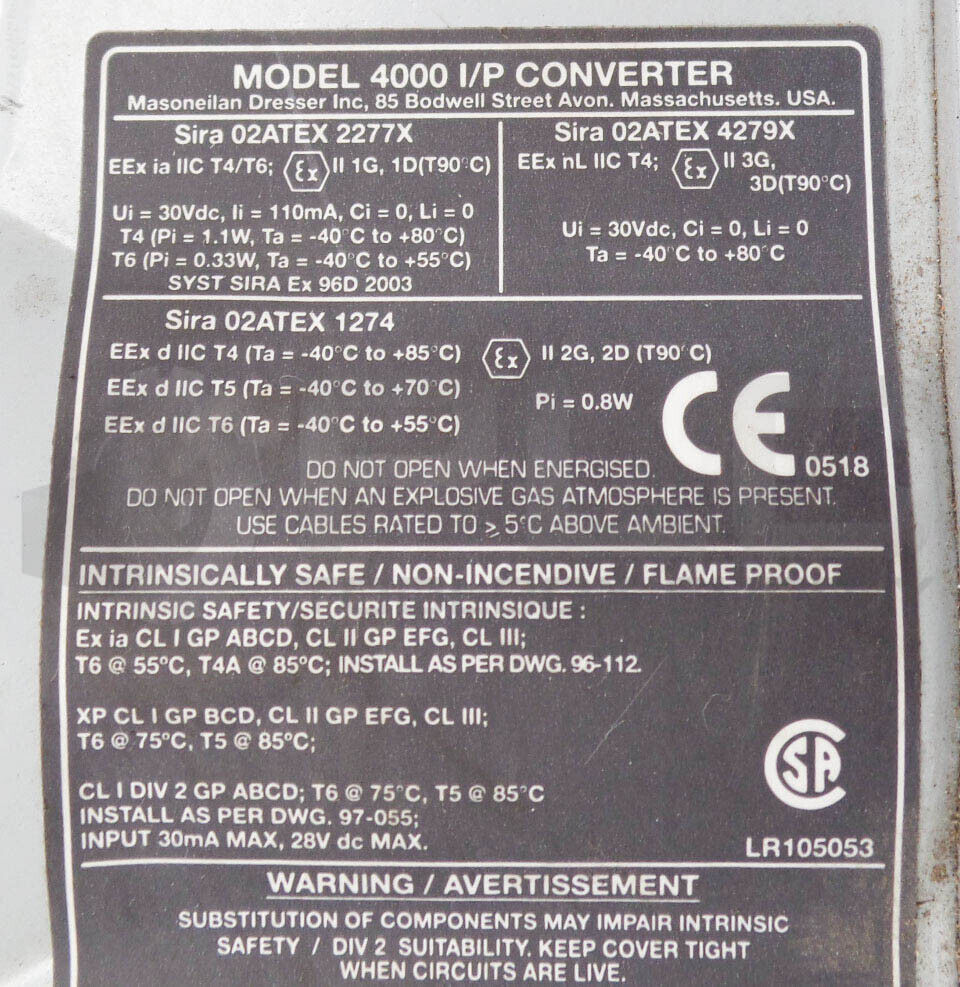 MODEL 4000 I/P CONVERTER
Masoneilan Dresser Inc, 85 Bodwell Street Avon. Massachusetts. USA.
Sira 02ATEX 2277X
EEx ia IIC T4/T6; Ex II 1G, 1D(T90°C)
Ui = 30Vdc, Ii = 110mA, Ci = 0, Li = 0
T4 (Pi = 1.1W, Ta = -40°C to +80°C)
T6 (Pi = 0.33W, Ta = -40°C to +55°C)
SYST SIRA Ex 96D 2003
Sira 02ATEX 4279X
EEx nL IIC T4; Ex II 3G,
3D(T90°C)
Ui = 30Vdc, Ci = 0, Li = 0
Ta = -40°C to +80°C
Sira 02ATEX 1274
EEx d IIC T4 (Ta = -40°C to +85°C) Ex II 2G, 2D (T90°C)
EEx d IIC T5 (Ta = -40°C to +70°C)
Pi = 0.8W
EEx d IIC T6 (Ta = -40°C to +55°C)
CE 0518
DO NOT OPEN WHEN ENERGISED.
DO NOT OPEN WHEN AN EXPLOSIVE GAS ATMOSPHERE IS PRESENT.
USE CABLES RATED TO ≥ 5°C ABOVE AMBIENT.
INTRINSICALLY SAFE / NON-INCENDIVE / FLAME PROOF
INTRINSIC SAFETY/SECURITE INTRINSIQUE :
Ex ia CL I GP ABCD, CL II GP EFG, CL III;
T6 @ 55°C, T4A @ 85°C; INSTALL AS PER DWG. 96-112.
XP CL I GP BCD, CL II GP EFG, CL III;
T6 @ 75°C, T5 @ 85°C;
CL I DIV 2 GP ABCD; T6 @ 75°C, T5 @ 85°C
INSTALL AS PER DWG. 97-055;
INPUT 30mA MAX, 28V dc MAX.
CSA
LR105053
WARNING / AVERTISSEMENT
SUBSTITUTION OF COMPONENTS MAY IMPAIR INTRINSIC
SAFETY / DIV 2 SUITABILITY. KEEP COVER TIGHT
WHEN CIRCUITS ARE LIVE.